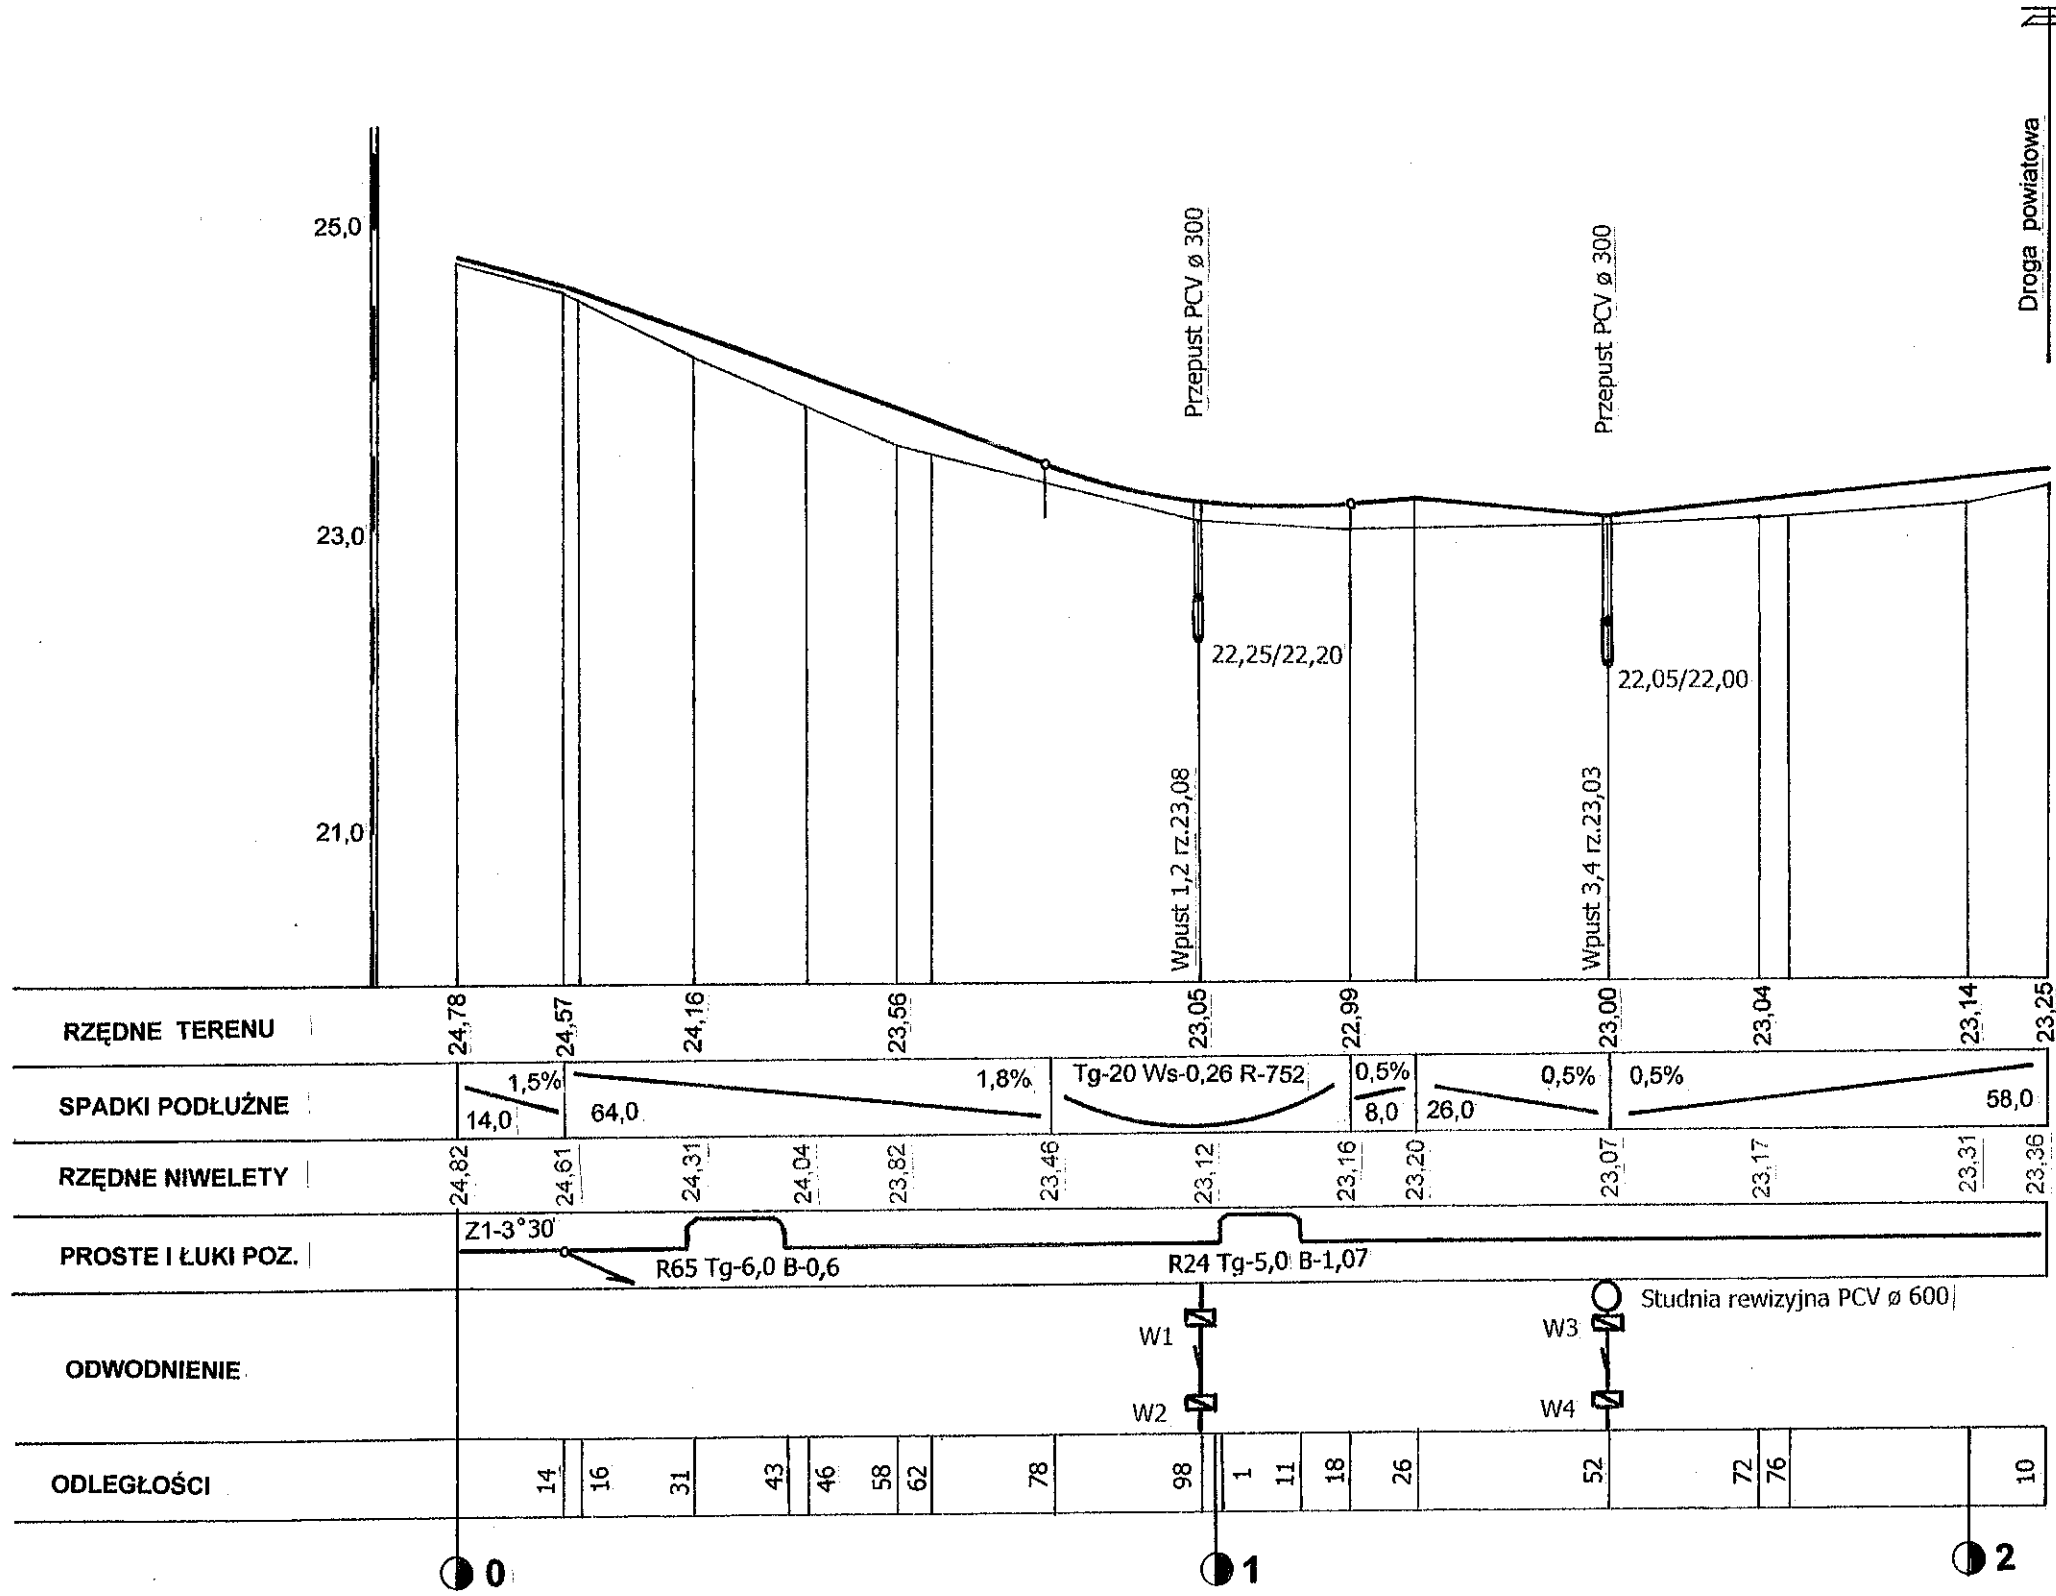 Droga powiatowa
25,0
23,0
21,0
Przepust PCV ø 300
Przepust PCV ø 300
22,25/22,20
22,05/22,00
Wpust 1,2 rz.23,08
Wpust 3,4 rz.23,03
RZĘDNE TERENU
24,78
24,57
24,16
23,56
23,05
22,99
23,00
23,04
23,14
23,25
SPADKI PODŁUŻNE
1,5%
14,0
64,0
1,8%
Tg-20 Ws-0,26 R-752
0,5%
8,0
26,0
0,5%
0,5%
58,0
RZĘDNE NIWELETY
24,82
24,61
24,31
24,04
23,82
23,46
23,12
23,16
23,20
23,07
23,17
23,31
23,36
PROSTE I ŁUKI POZ.
Z1-3°30'
R65 Tg-6,0 B-0,6
R24 Tg-5,0 B-1,07
ODWODNIENIE
W1
W2
W3
W4
Studnia rewizyjna PCV ø 600
ODLEGŁOŚCI
14
16
31
43
46
58
62
78
98
1
11
18
26
52
72
76
10
0
1
2